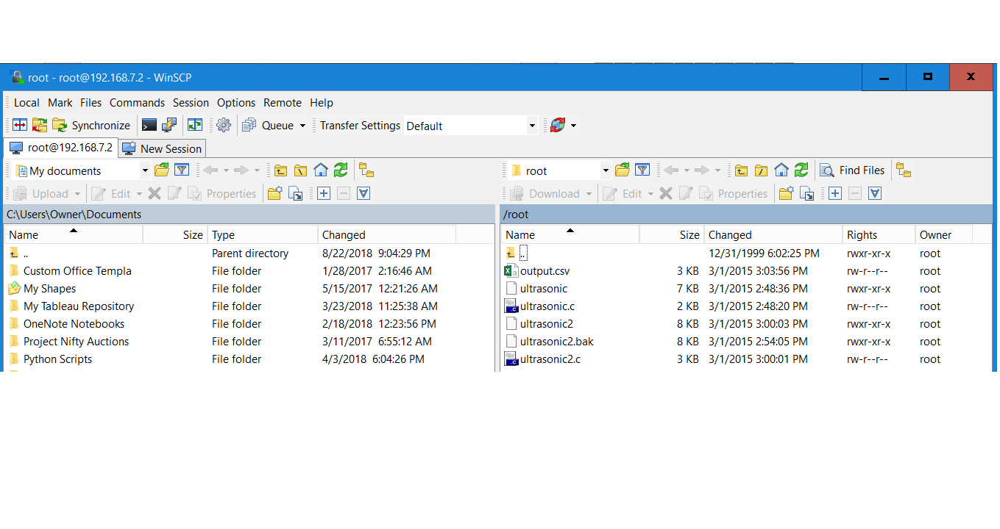 root - root@192.168.7.2 - WinSCP
Local Mark Files Commands Session Options Remote Help
Synchronize Queue Transfer Settings Default
root@192.168.7.2 New Session
My documents root Find Files
Upload Edit Properties Download Edit Properties
C:\Users\Owner\Documents /root
Name Size Type Changed Name Size Changed Rights Owner
.. Parent directory 8/22/2018 9:04:29 PM .. 12/31/1999 6:02:25 PM rwxr-xr-x root
Custom Office Templa File folder 1/28/2017 2:16:46 AM output.csv 3 KB 3/1/2015 3:03:56 PM rw-r--r-- root
My Shapes File folder 5/15/2017 12:21:26 AM ultrasonic 7 KB 3/1/2015 2:48:36 PM rwxr-xr-x root
My Tableau Repository File folder 3/23/2018 11:25:38 AM ultrasonic.c 2 KB 3/1/2015 2:48:20 PM rw-r--r-- root
OneNote Notebooks File folder 2/18/2018 12:23:56 PM ultrasonic2 8 KB 3/1/2015 3:00:03 PM rwxr-xr-x root
Project Nifty Auctions File folder 3/11/2017 6:55:12 AM ultrasonic2.bak 8 KB 3/1/2015 2:54:05 PM rwxr-xr-x root
Python Scripts File folder 4/3/2018 6:04:26 PM ultrasonic2.c 3 KB 3/1/2015 3:00:01 PM rw-r--r-- root